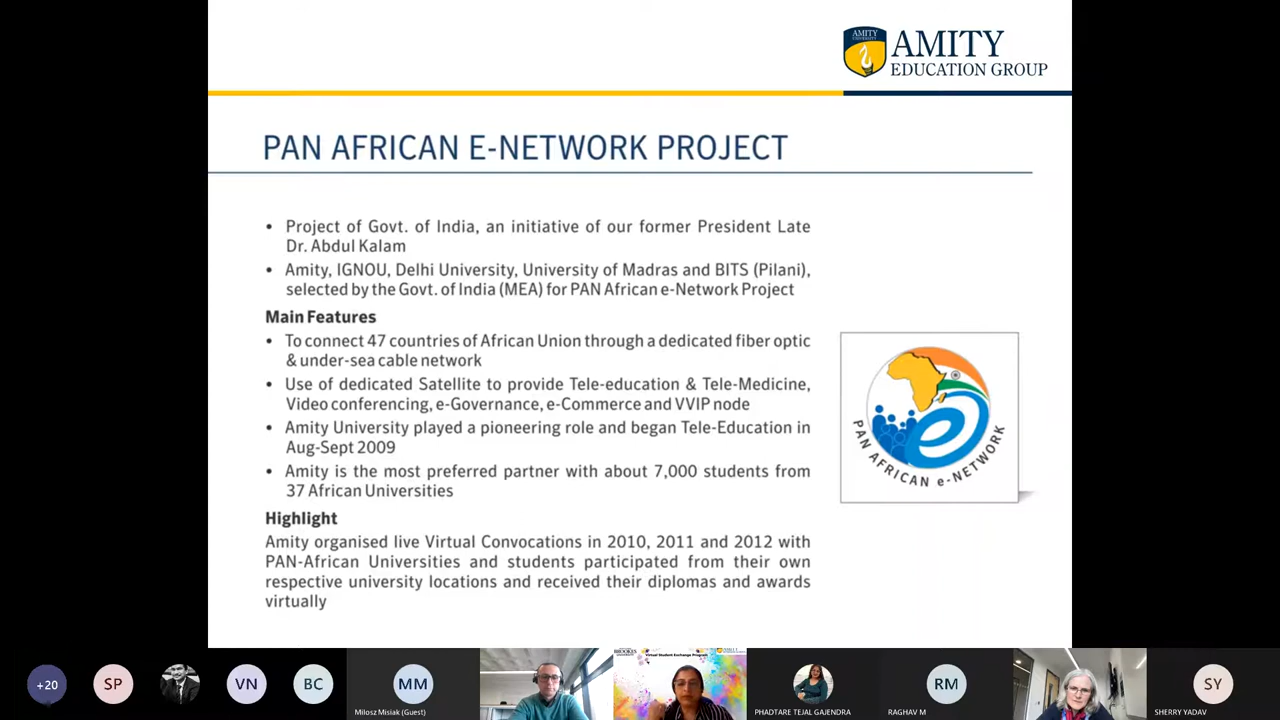 AMITY
UNIVERSITY
AMITY
EDUCATION GROUP
PAN AFRICAN E-NETWORK PROJECT
• Project of Govt. of India, an initiative of our former President Late
Dr. Abdul Kalam
• Amity, IGNOU, Delhi University, University of Madras and BITS (Pilani),
selected by the Govt. of India (MEA) for PAN African e-Network Project
Main Features
• To connect 47 countries of African Union through a dedicated fiber optic
& under-sea cable network
• Use of dedicated Satellite to provide Tele-education & Tele-Medicine,
Video conferencing, e-Governance, e-Commerce and VVIP node
• Amity University played a pioneering role and began Tele-Education in
Aug-Sept 2009
• Amity is the most preferred partner with about 7,000 students from
37 African Universities
PAN AFRICAN e-NETWORK
Highlight
Amity organised live Virtual Convocations in 2010, 2011 and 2012 with
PAN-African Universities and students participated from their own
respective university locations and received their diplomas and awards
virtually
+20
SP
VN
BC
MM
Milosz Misiak (Guest)
BROOKES
UNIVERSITY
Virtual Student Exchange Program
PHADTARE TEJAL GAJENDRA
RM
RAGHAV M
SY
SHERRY YADAV